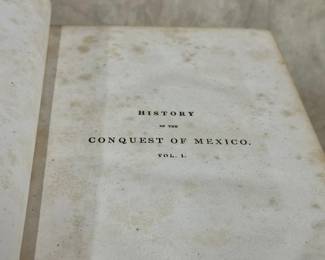 HISTORY
OF THE
CONQUEST OF MEXICO.
VOL. I.